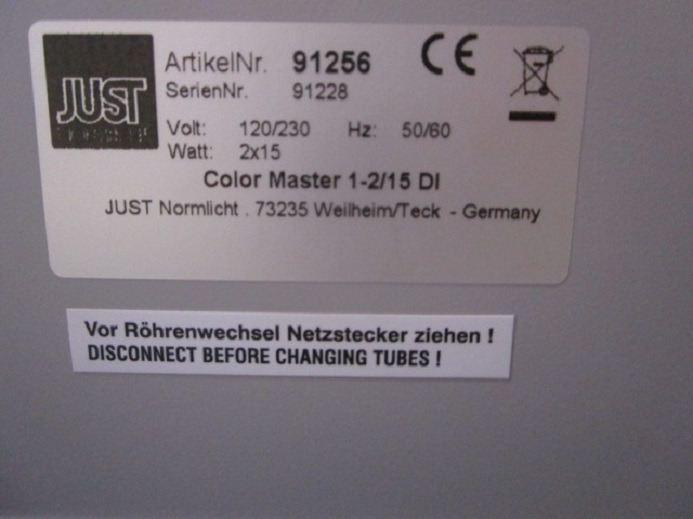 JUST
ArtikelNr. 91256
SerienNr. 91228
Volt: 120/230 Hz: 50/60
Watt: 2x15
Color Master 1-2/15 DI
JUST Normlicht . 73235 Weilheim/Teck - Germany
CE
Vor Röhrenwechsel Netzstecker ziehen !
DISCONNECT BEFORE CHANGING TUBES !